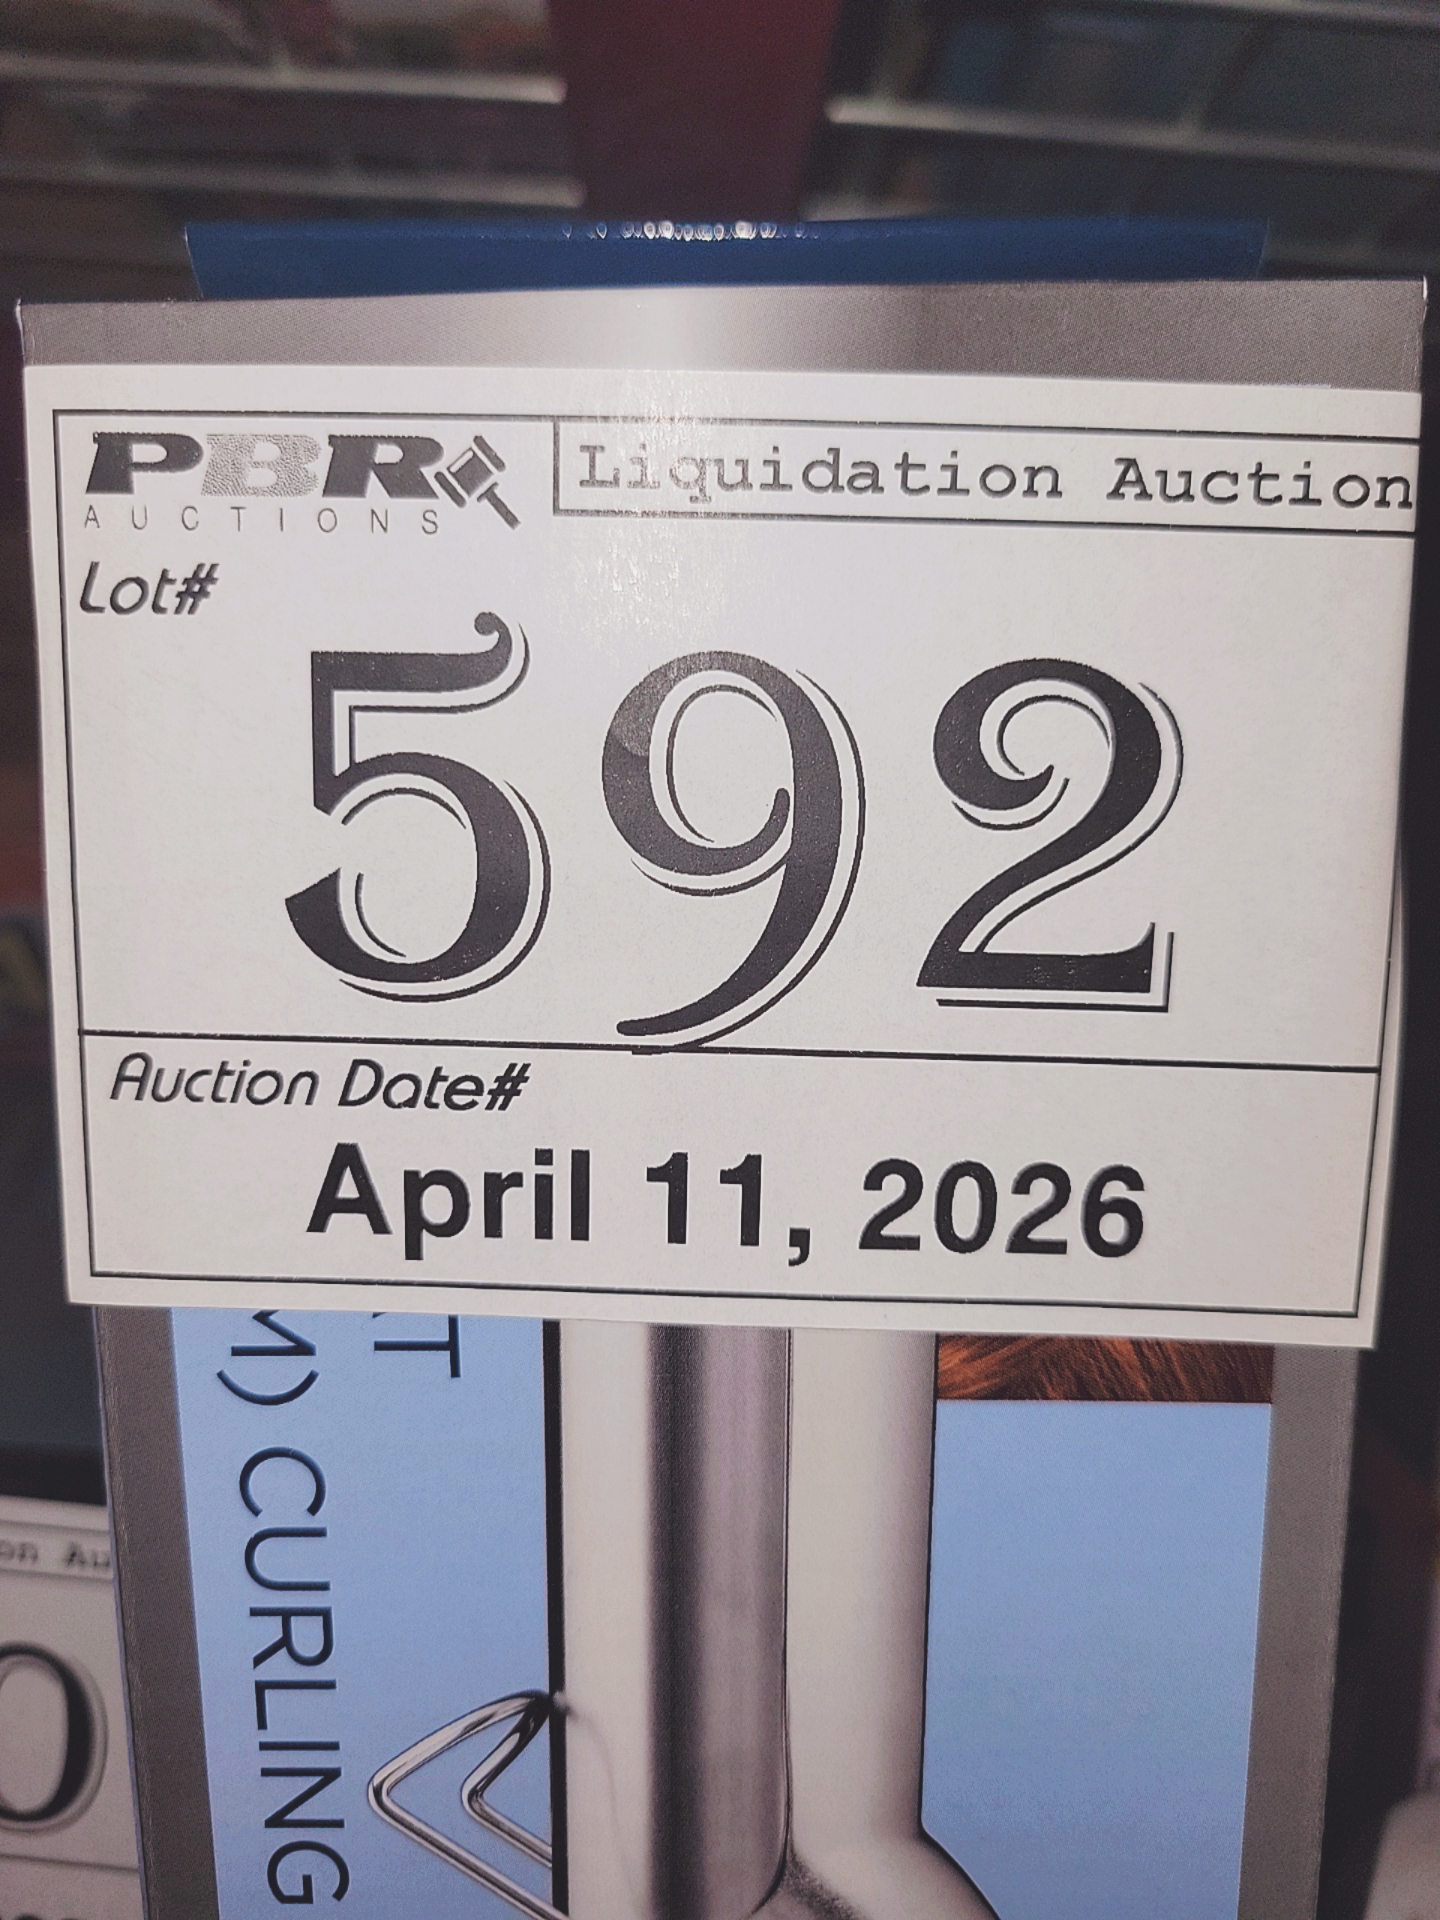 PBR
AUCTIONS
Liquidation Auction
Lot#
592
Auction Date#
April 11, 2026
M) CURLING